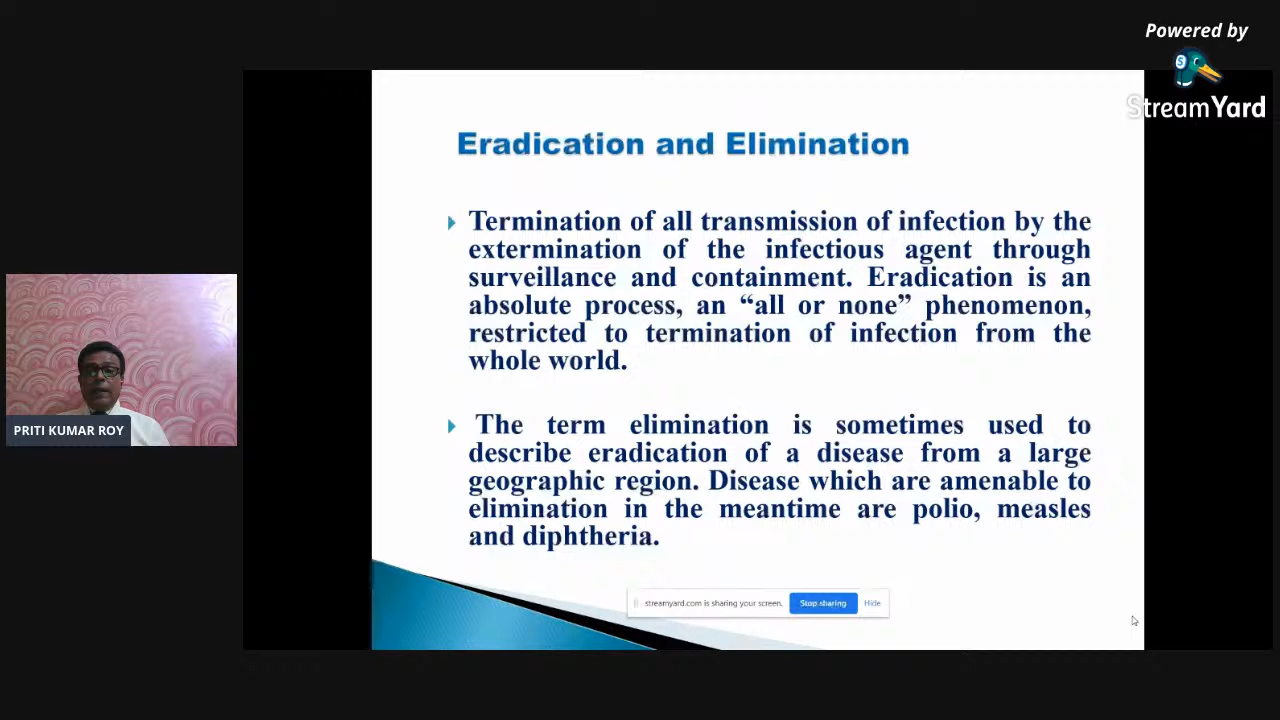 Powered by
StreamYard
Eradication and Elimination
Termination of all transmission of infection by the
extermination of the infectious agent through
surveillance and containment. Eradication is an
absolute process, an “all or none” phenomenon,
restricted to termination of infection from the
whole world.
The term elimination is sometimes used to
describe eradication of a disease from a large
geographic region. Disease which are amenable to
elimination in the meantime are polio, measles
and diphtheria.
streamyard.com is sharing your screen. Stop sharing Hide
PRITI KUMAR ROY